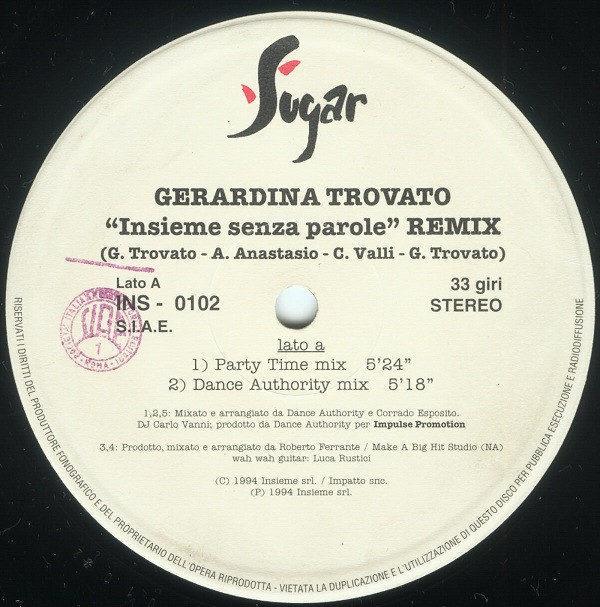 Sugar
GERARDINA TROVATO
“Insieme senza parole” REMIX
(G. Trovato - A. Anastasio - C. Valli - G. Trovato)
Lato A
INS - 0102
S.I.A.E.
33 giri
STEREO
lato a
1) Party Time mix 5'24"
2) Dance Authority mix 5'18"
1,2,5: Mixato e arrangiato da Dance Authority e Corrado Esposito.
DJ Carlo Vanni; prodotto da Dance Authority per Impulse Promotion
3,4: Prodotto, mixato e arrangiato da Roberto Ferrante / Make A Big Hit Studio (NA)
wah wah guitar: Luca Rustici
(C) 1994 Insieme srl. / Impatto snc.
(P) 1994 Insieme srl.
RISERVATI I DIRITTI DEL PRODUTTORE FONOGRAFICO E DEL PROPRIETARIO DELL'OPERA RIPRODOTTA - VIETATA LA DUPLICAZIONE E L'UTILIZZAZIONE DI QUESTO DISCO PER PUBBLICA ESECUZIONE E RADIODIFFUSIONE
1
ROMA